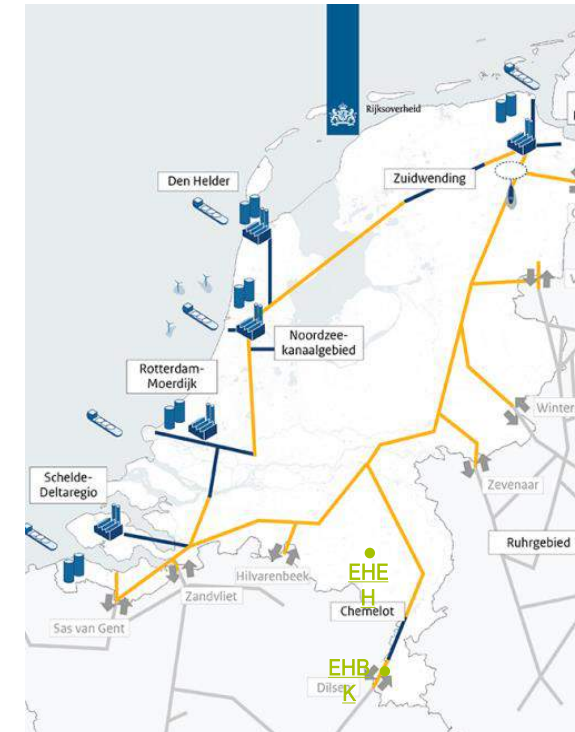 Rijksoverheid
Den Helder
Zuidwending
Noordzee-
kanaalgebied
Rotterdam-
Moerdijk
Winter
Zevenaar
Schelde-
Deltaregio
Ruhrgebied
Hilvarenbeek
EHE
H
Zandvliet
Chemelot
Sas van Gent
EHB
K